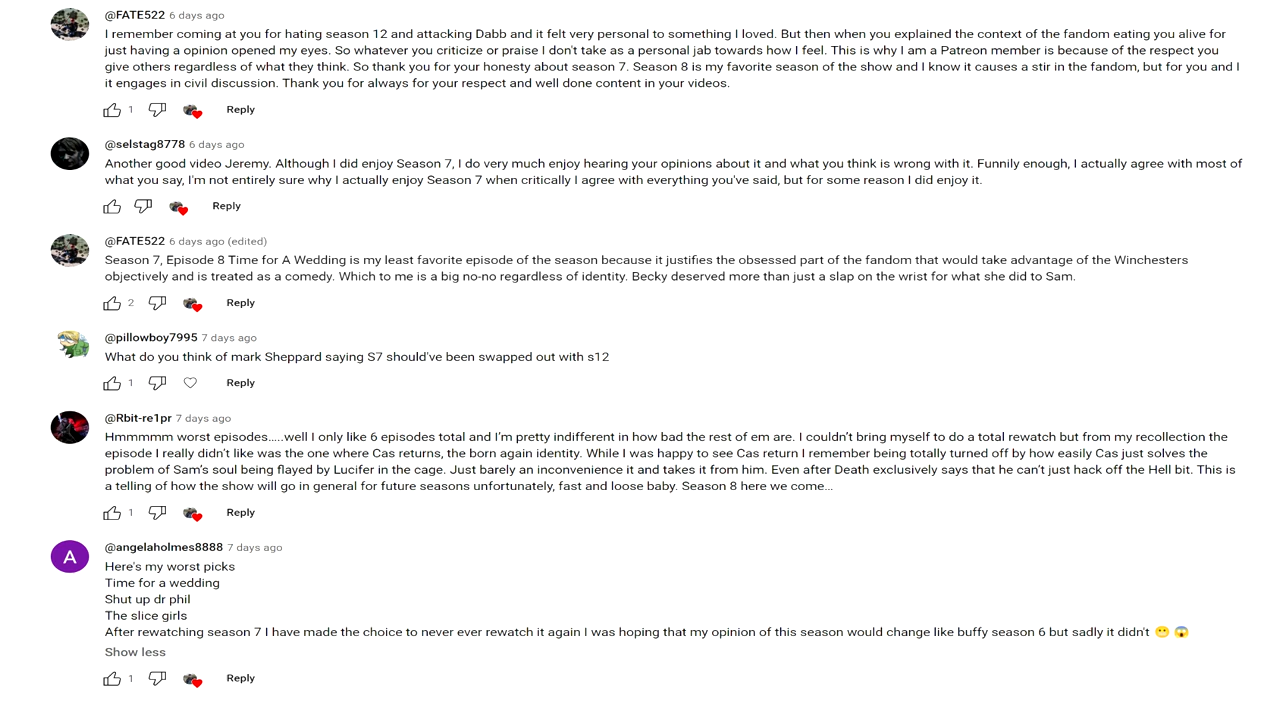 @FATE522 6 days ago
I remember coming at you for hating season 12 and attacking Dabb and it felt very personal to something I loved. But then when you explained the context of the fandom eating you alive for
just having a opinion opened my eyes. So whatever you criticize or praise I don't take as a personal jab towards how I feel. This is why I am a Patreon member is because of the respect you
give others regardless of what they think. So thank you for your honesty about season 7. Season 8 is my favorite season of the show and I know it causes a stir in the fandom, but for you and I
it engages in civil discussion. Thank you for always for your respect and well done content in your videos.
1 Reply
@selstag8778 6 days ago
Another good video Jeremy. Although I did enjoy Season 7, I do very much enjoy hearing your opinions about it and what you think is wrong with it. Funnily enough, I actually agree with most of
what you say, I'm not entirely sure why I actually enjoy Season 7 when critically I agree with everything you've said, but for some reason I did enjoy it.
Reply
@FATE522 6 days ago (edited)
Season 7, Episode 8 Time for A Wedding is my least favorite episode of the season because it justifies the obsessed part of the fandom that would take advantage of the Winchesters
objectively and is treated as a comedy. Which to me is a big no-no regardless of identity. Becky deserved more than just a slap on the wrist for what she did to Sam.
2 Reply
@pillowboy7995 7 days ago
What do you think of mark Sheppard saying S7 should've been swapped out with s12
1 Reply
@Rbit-re1pr 7 days ago
Hmmmmm worst episodes.....well I only like 6 episodes total and I'm pretty indifferent in how bad the rest of em are. I couldn't bring myself to do a total rewatch but from my recollection the
episode I really didn't like was the one where Cas returns, the born again identity. While I was happy to see Cas return I remember being totally turned off by how easily Cas just solves the
problem of Sam's soul being flayed by Lucifer in the cage. Just barely an inconvenience it and takes it from him. Even after Death exclusively says that he can't just hack off the Hell bit. This is
a telling of how the show will go in general for future seasons unfortunately, fast and loose baby. Season 8 here we come...
1 Reply
A
@angelaholmes8888 7 days ago
Here's my worst picks
Time for a wedding
Shut up dr phil
The slice girls
After rewatching season 7 I have made the choice to never ever rewatch it again I was hoping that my opinion of this season would change like buffy season 6 but sadly it didn't 😬 😱
Show less
1 Reply